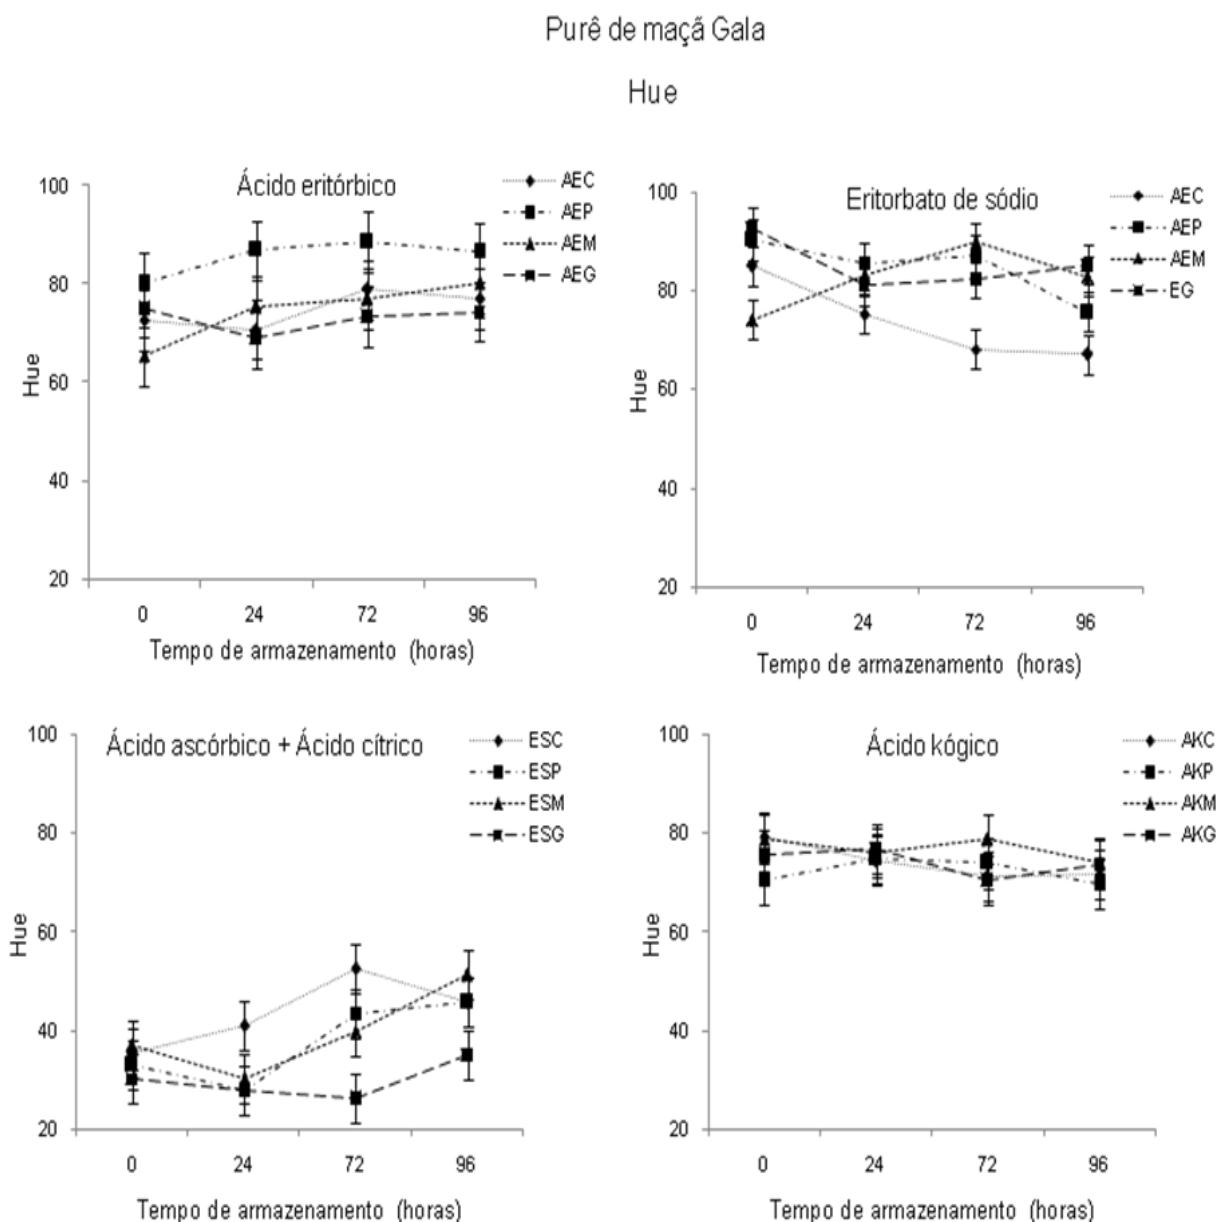 Purê de maçã Gala
Hue
Ácido eritórbico
AEC
AEP
AEM
AEG
100
80
60
40
20
Hue
0 24 72 96
Tempo de armazenamento (horas)
Eritorbato de sódio
AEC
AEP
AEM
EG
100
80
60
40
20
Hue
0 24 72 96
Tempo de armazenamento (horas)
Ácido ascórbico + Ácido cítrico
ESC
ESP
ESM
ESG
100
80
60
40
20
Hue
0 24 72 96
Tempo de armazenamento (horas)
Ácido kógico
AKC
AKP
AKM
AKG
100
80
60
40
20
Hue
0 24 72 96
Tempo de armazenamento (horas)